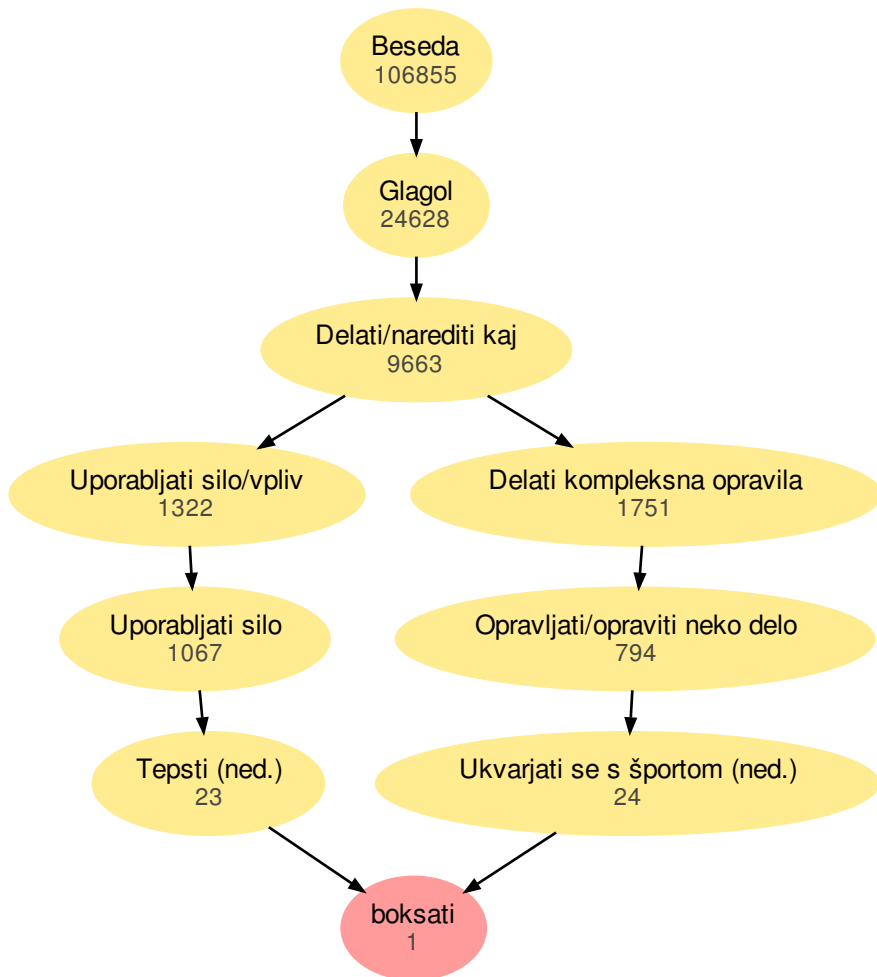 Beseda
106855
Glagol
24628
Delati/narediti kaj
9663
Uporabljati silo/vpliv
1322
Delati kompleksna opravila
1751
Uporabljati silo
1067
Opravljati/opraviti neko delo
794
Tepsti (ned.)
23
Ukvarjati se s športom (ned.)
24
boksati
1